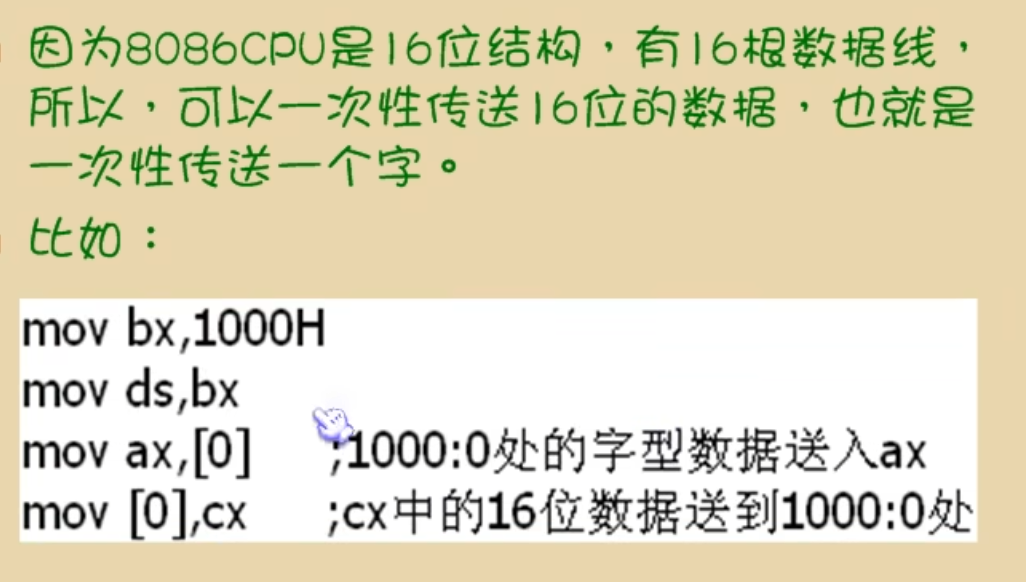 因为8086CPU是16位结构，有16根数据线，
所以，可以一次性传送16位的数据，也就是
一次性传送一个字。
比如：
mov bx,1000H
mov ds,bx
mov ax,[0] ;1000:0处的字型数据送入ax
mov [0],cx ;cx中的16位数据送到1000:0处